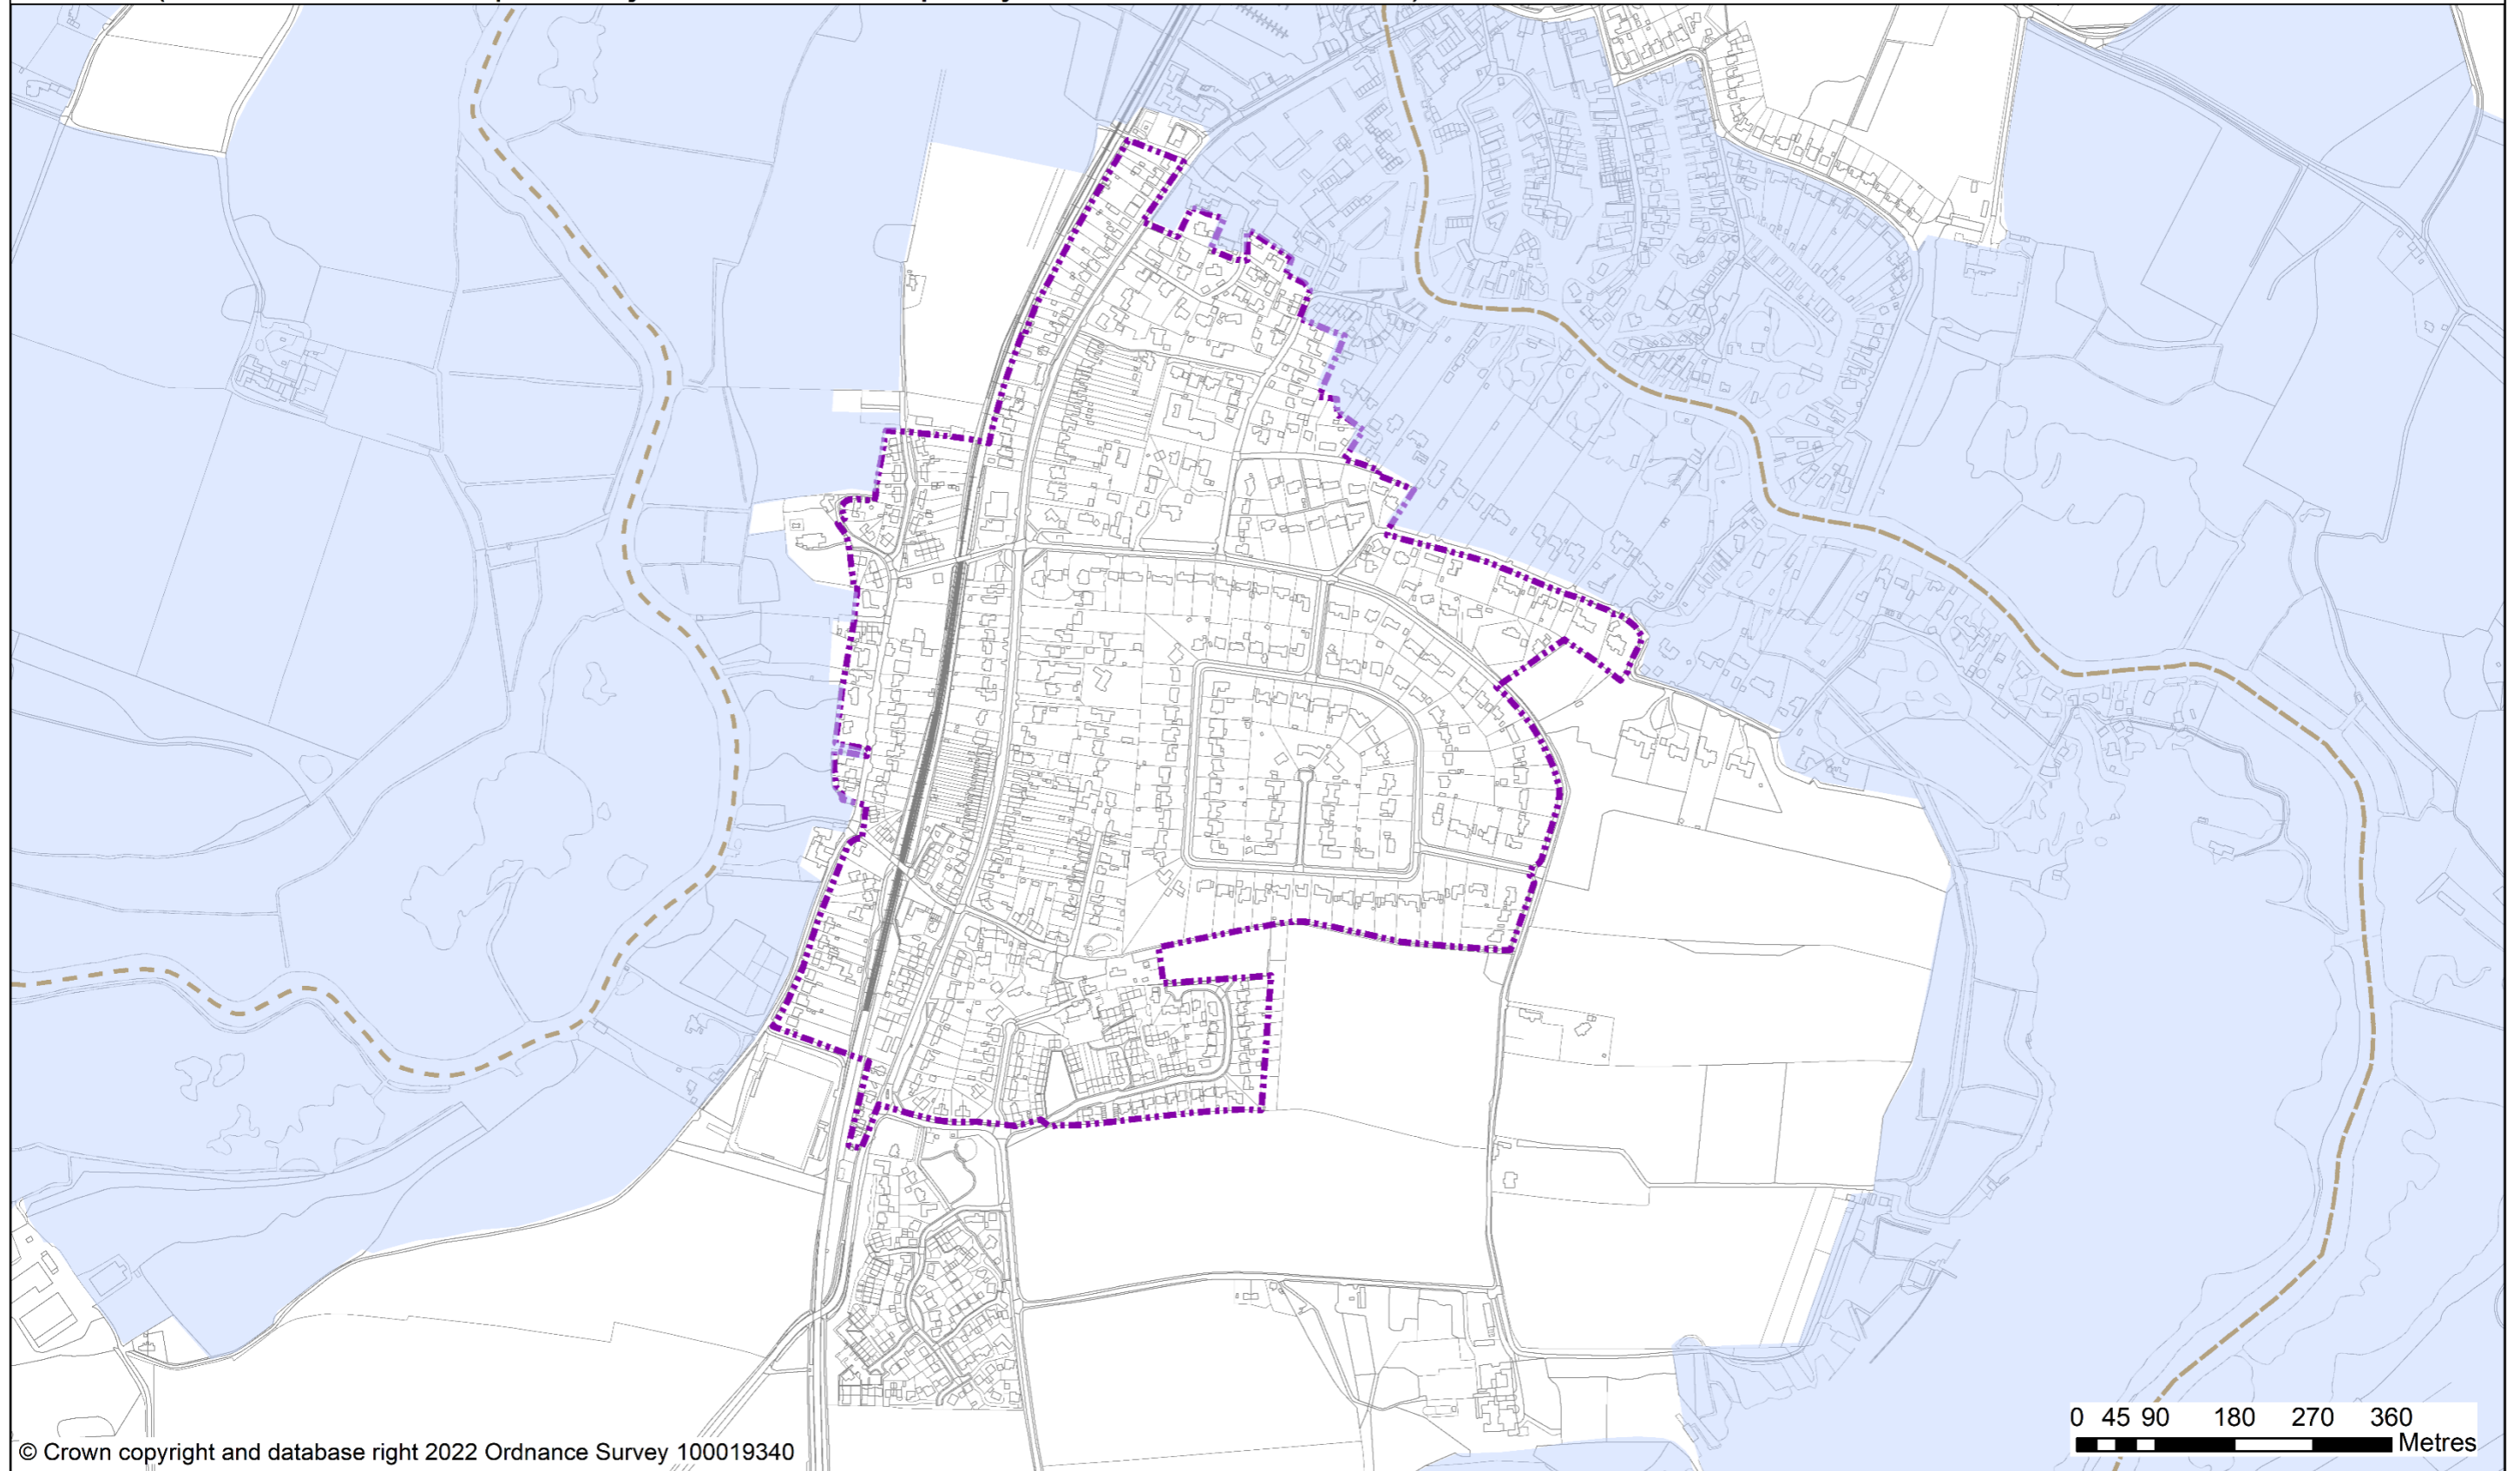 0 45 90 180 270 360
Metres
© Crown copyright and database right 2022 Ordnance Survey 100019340